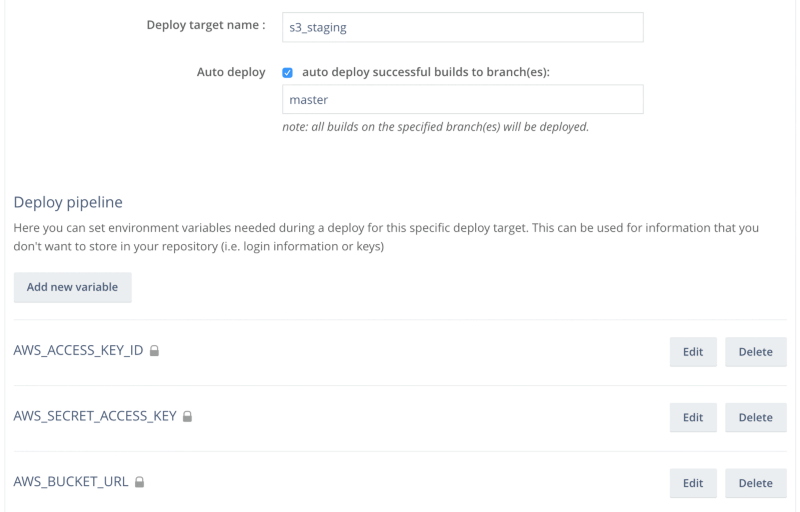 Deploy target name :
s3_staging
Auto deploy
auto deploy successful builds to branch(es):
master
note: all builds on the specified branch(es) will be deployed.
Deploy pipeline
Here you can set environment variables needed during a deploy for this specific deploy target. This can be used for information that you
don't want to store in your repository (i.e. login information or keys)
Add new variable
AWS_ACCESS_KEY_ID
Edit
Delete
AWS_SECRET_ACCESS_KEY
Edit
Delete
AWS_BUCKET_URL
Edit
Delete